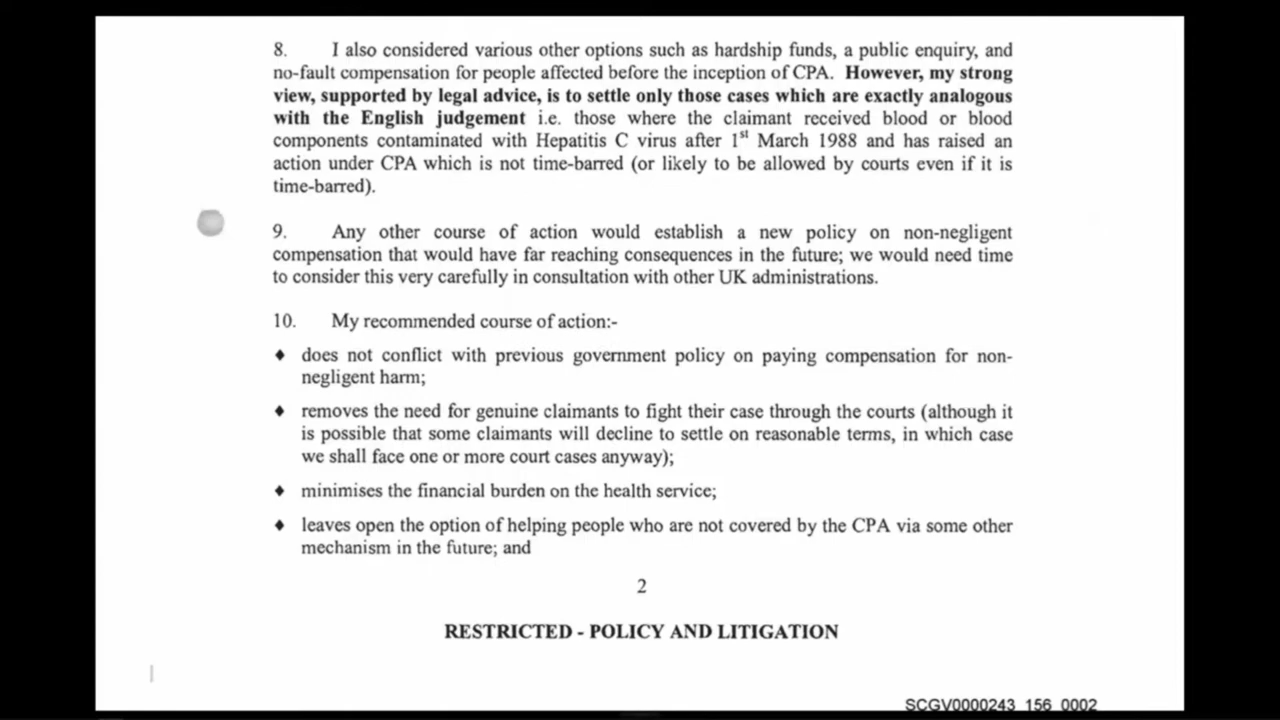 8. I also considered various other options such as hardship funds, a public enquiry, and
no-fault compensation for people affected before the inception of CPA. However, my strong
view, supported by legal advice, is to settle only those cases which are exactly analogous
with the English judgement i.e. those where the claimant received blood or blood
components contaminated with Hepatitis C virus after 1st March 1988 and has raised an
action under CPA which is not time-barred (or likely to be allowed by courts even if it is
time-barred).
9. Any other course of action would establish a new policy on non-negligent
compensation that would have far reaching consequences in the future; we would need time
to consider this very carefully in consultation with other UK administrations.
10. My recommended course of action:-
♦ does not conflict with previous government policy on paying compensation for non-
negligent harm;
♦ removes the need for genuine claimants to fight their case through the courts (although it
is possible that some claimants will decline to settle on reasonable terms, in which case
we shall face one or more court cases anyway);
♦ minimises the financial burden on the health service;
♦ leaves open the option of helping people who are not covered by the CPA via some other
mechanism in the future; and
2
RESTRICTED - POLICY AND LITIGATION
SCGV0000243_156_0002